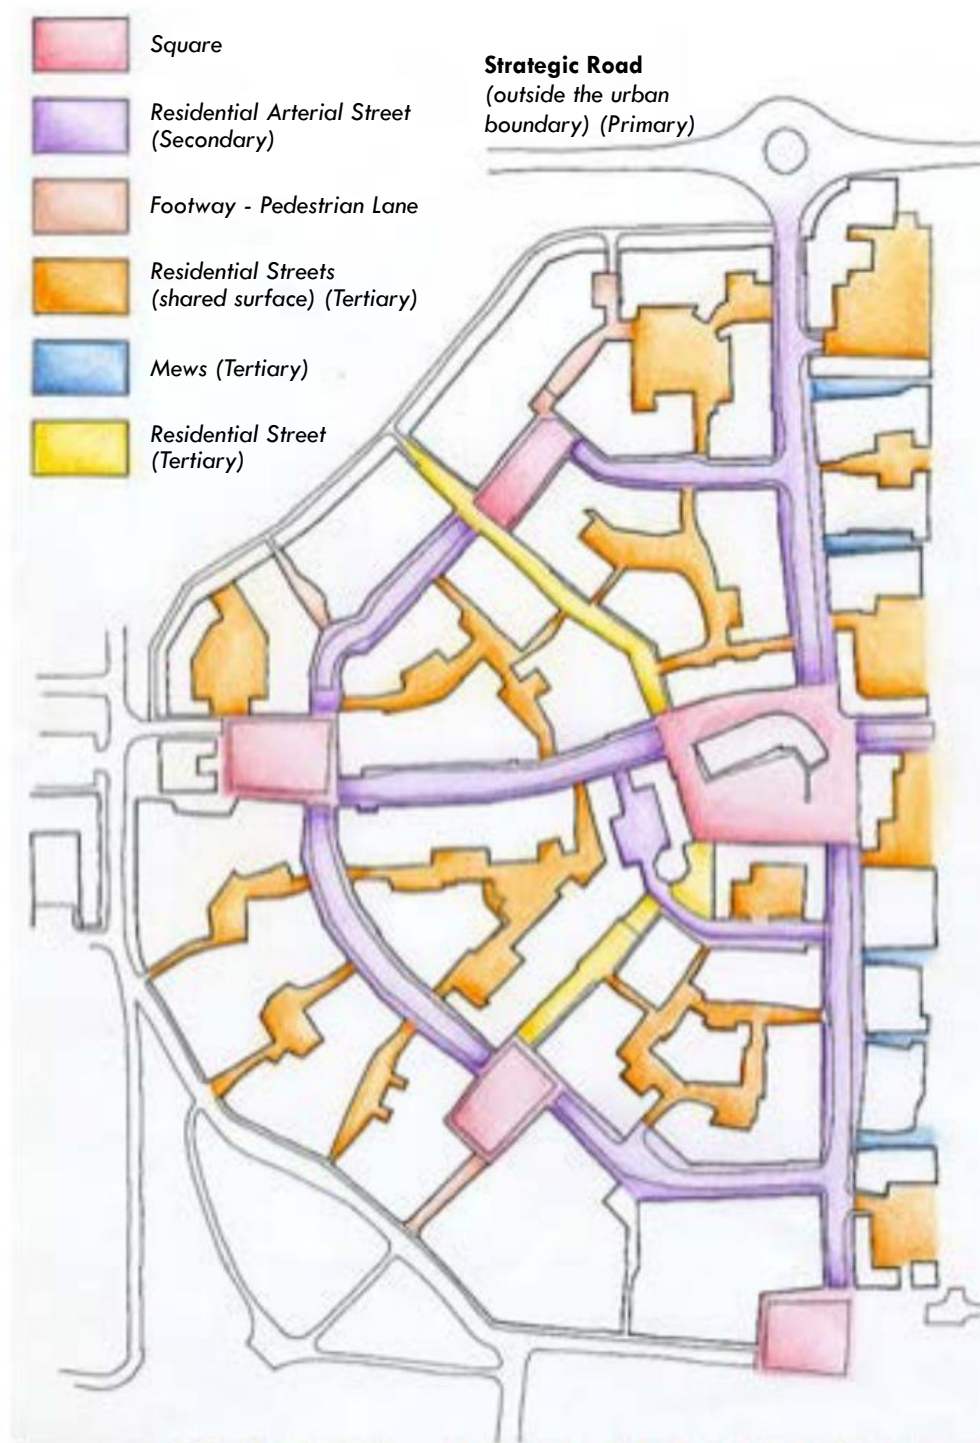 Square
Residential Arterial Street
(Secondary)
Footway - Pedestrian Lane
Residential Streets
(shared surface) (Tertiary)
Mews (Tertiary)
Residential Street
(Tertiary)
Strategic Road
(outside the urban
boundary) (Primary)